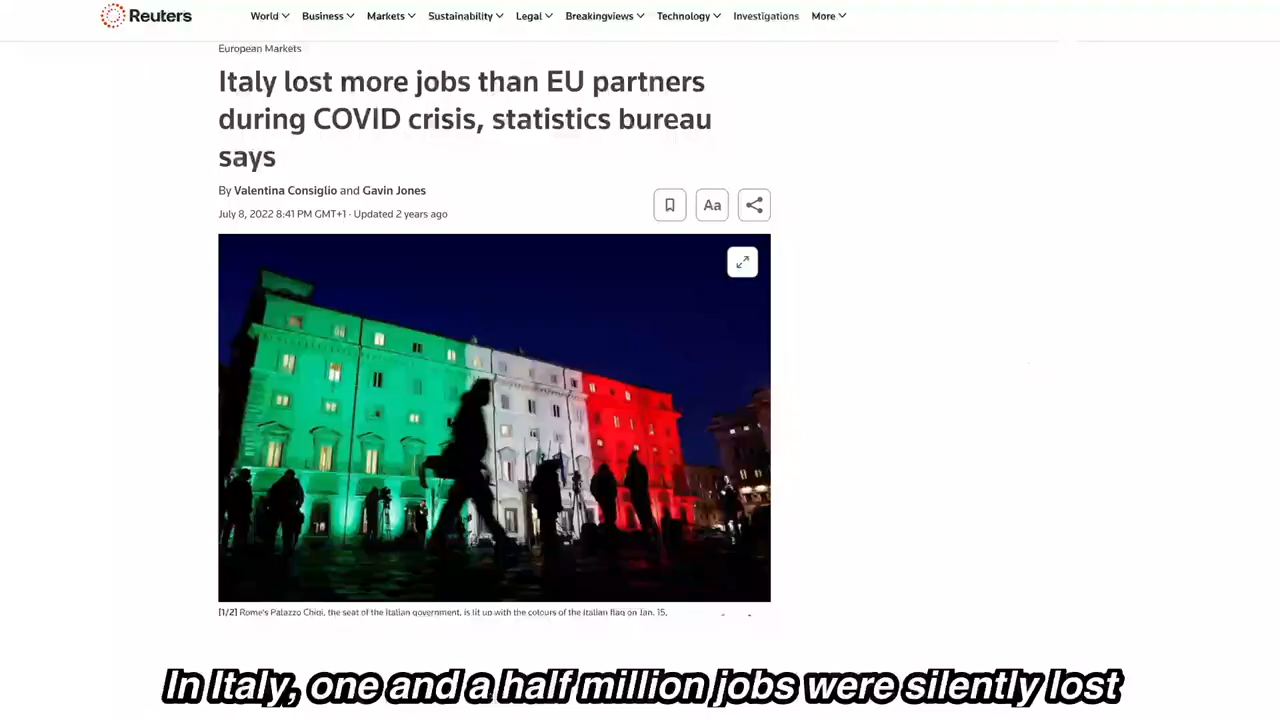 Reuters
World Business Markets Sustainability Legal Breakingviews Technology Investigations More
European Markets
Italy lost more jobs than EU partners
during COVID crisis, statistics bureau
says
By Valentina Consiglio and Gavin Jones
July 8, 2022 8:41 PM GMT+1 · Updated 2 years ago
Aa
[1/2] Rome's Palazzo Chigi, the seat of the Italian government, is lit up with the colours of the Italian flag on Jan. 15,
In Italy, one and a half million jobs were silently lost